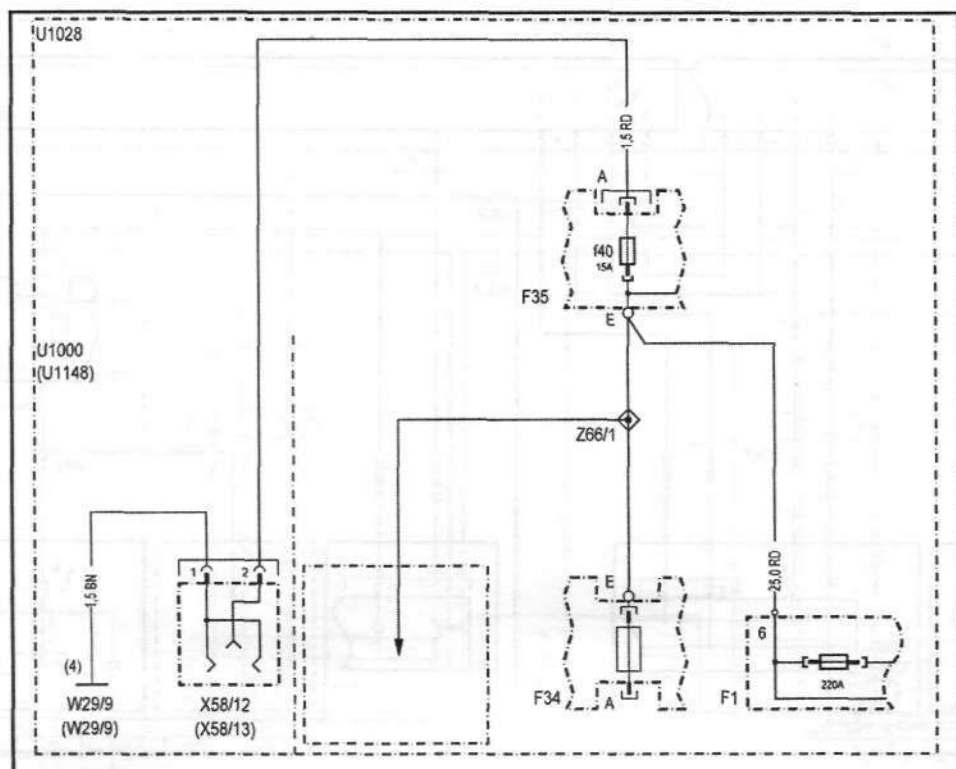 U1028
1,5 RD
A
f40
15A
F35
E
U1000
(U1148)
Z66/1
1
2
1,5 BN
E
25,0 RD
6
(4)
220A
W29/9
(W29/9)
X58/12
(X58/13)
F34
A
F1